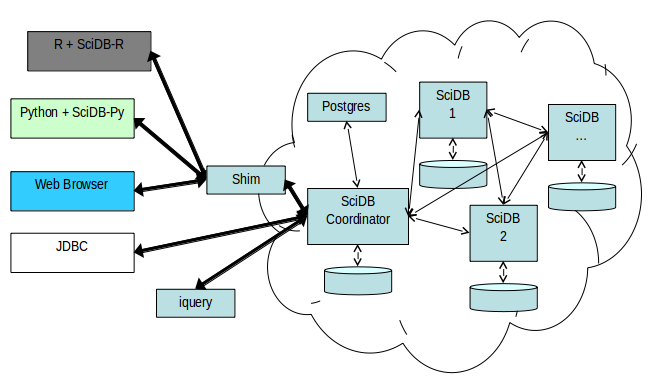 R + SciDB-R
Python + SciDB-Py
Web Browser
JDBC
iquery
Shim
Postgres
SciDB
Coordinator
SciDB
1
SciDB
2
SciDB
...